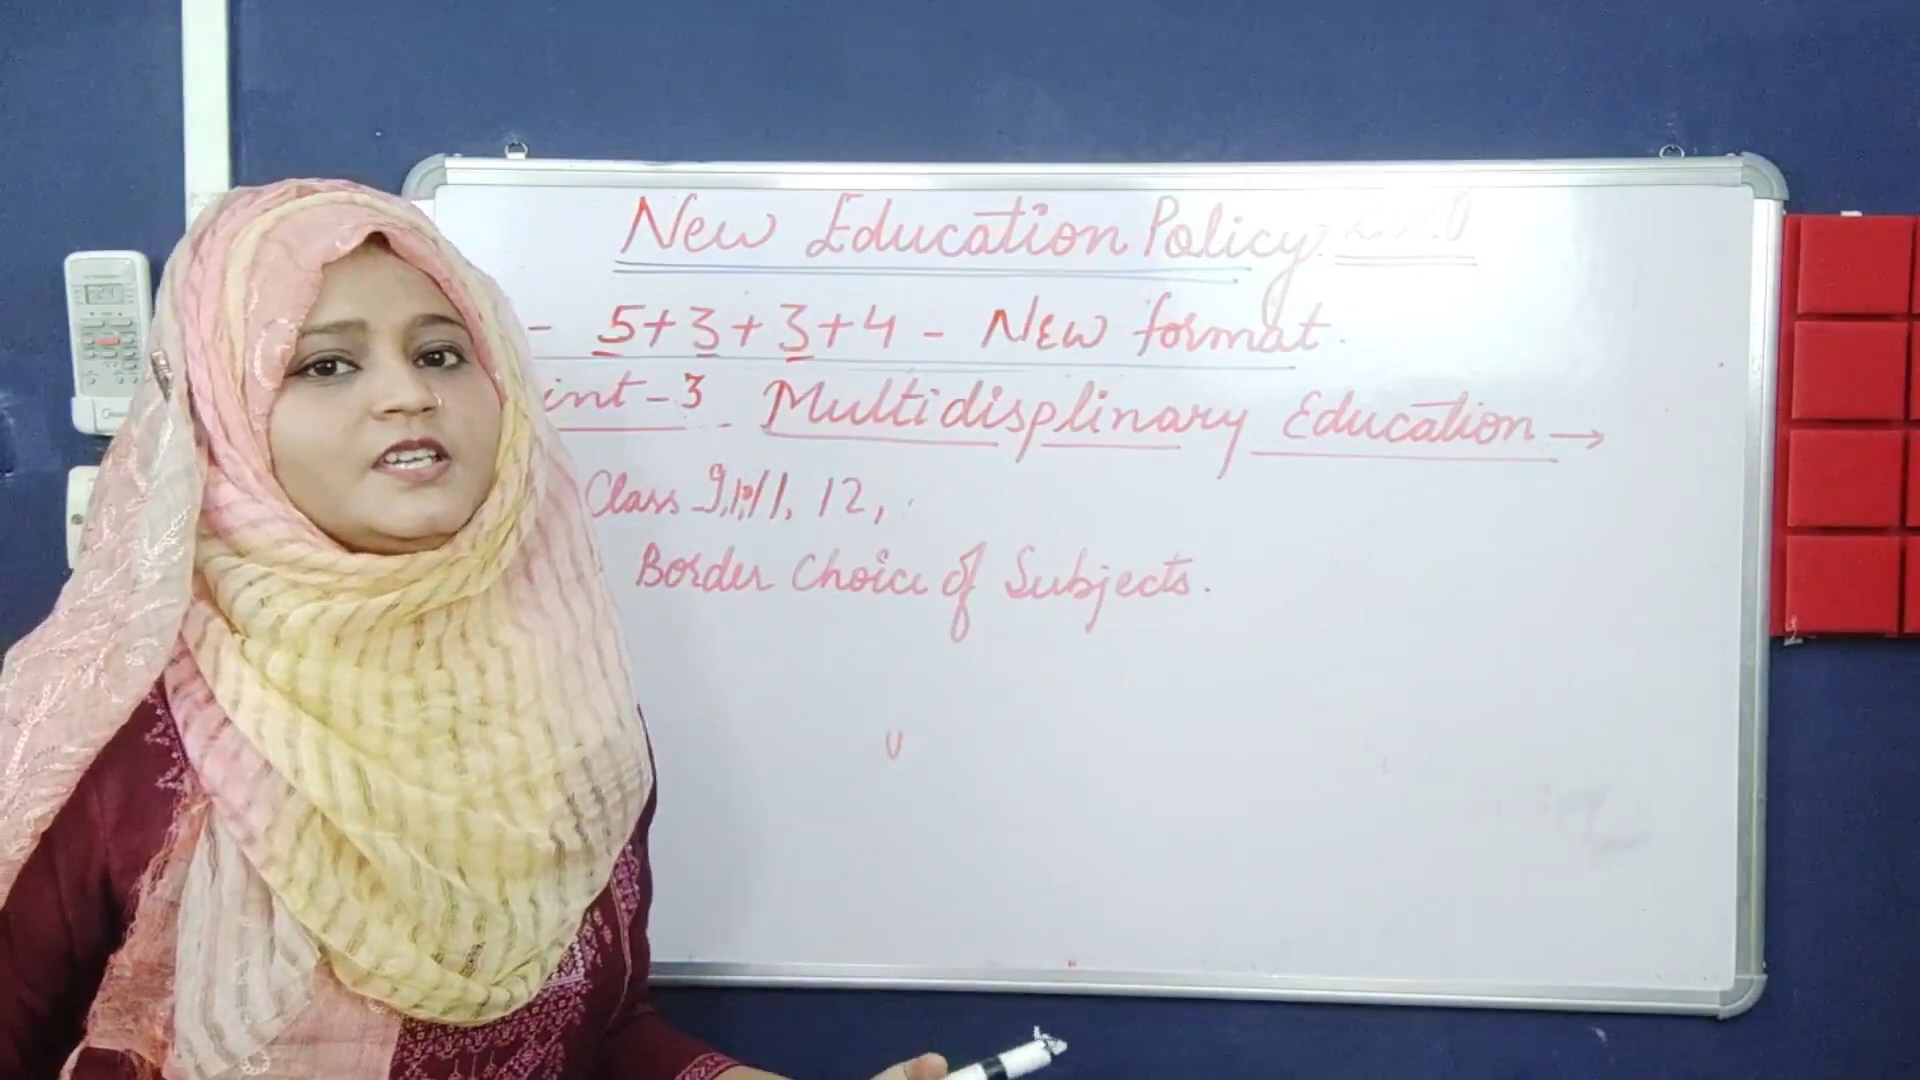 New Education Policy 2020
- 5+3+3+4 - New format.
int-3 Multidisplinary Education →
Class 9,10,11, 12,
Border Choice of Subjects.